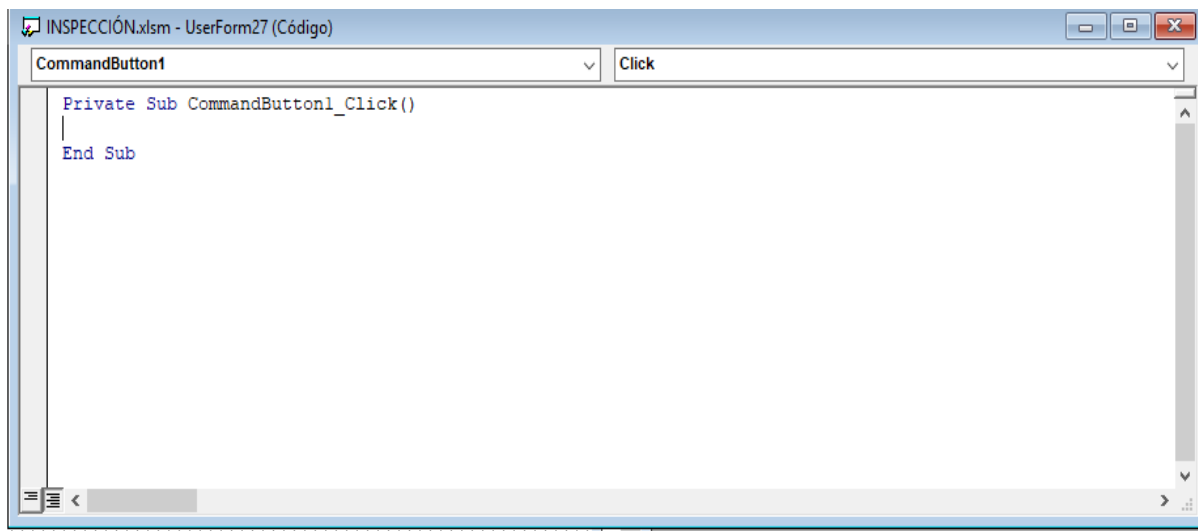 INSPECCIÓN.xlsm - UserForm27 (Código)
CommandButton1
Click
Private Sub CommandButton1_Click()
End Sub